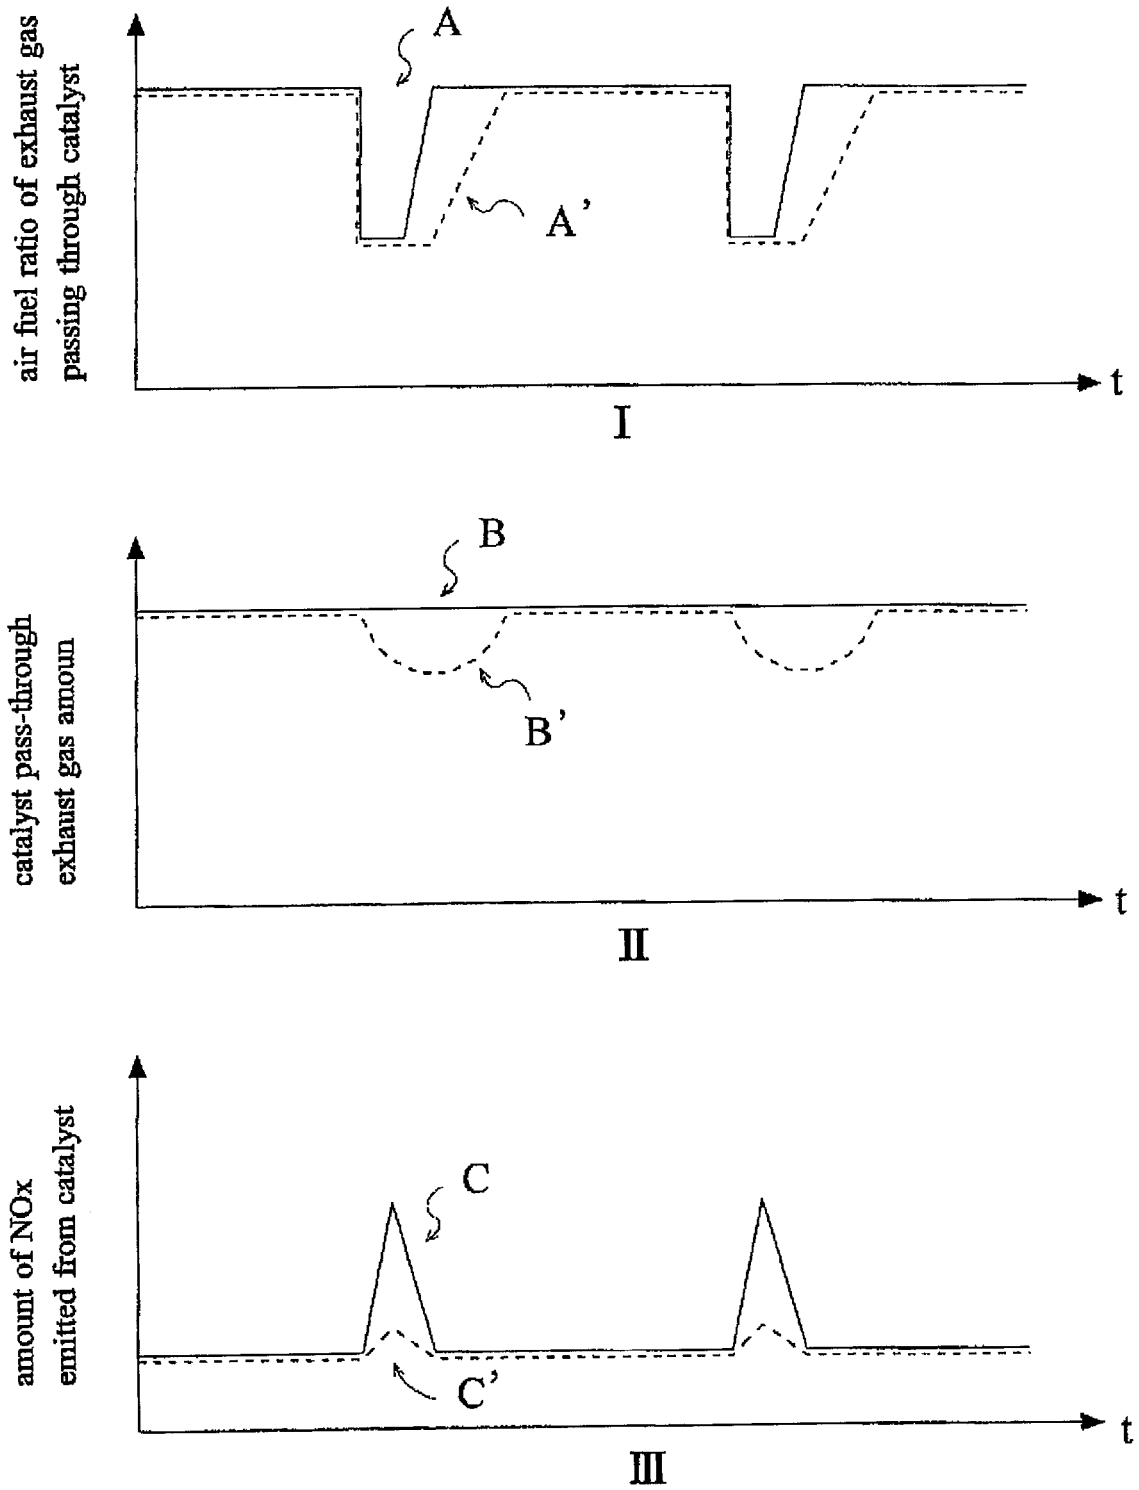 air fuel ratio of exhaust gas
passing through catalyst
A
A’
t
I
catalyst pass-through
exhaust gas amoun
B
B’
t
II
amount of NOx
emitted from catalyst
C
C’
t
III